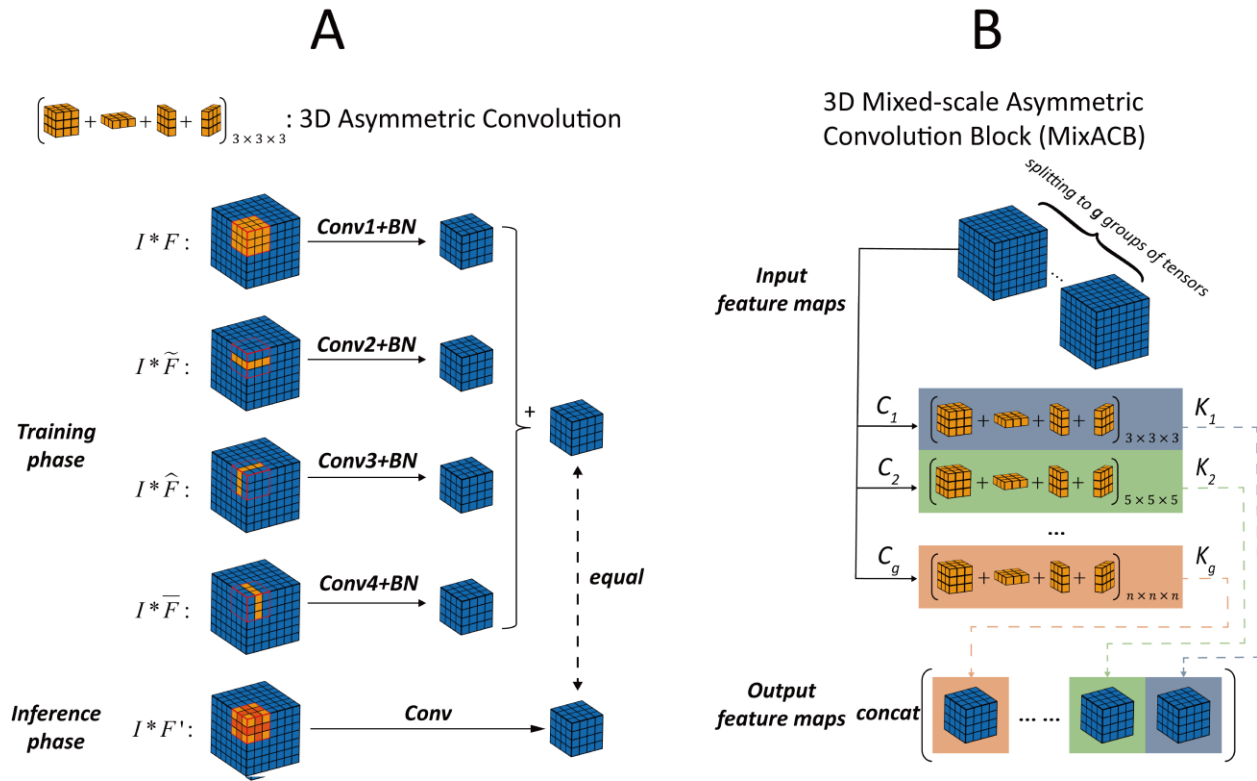 A
( + + + ) 3 × 3 × 3 : 3D Asymmetric Convolution
I * F :
Conv1+BN
I * F̃ :
Conv2+BN
+
Training
phase
I * F̂ :
Conv3+BN
equal
I * F̅ :
Conv4+BN
Inference
phase
I * F' :
Conv
B
3D Mixed-scale Asymmetric
Convolution Block (MixACB)
splitting to g groups of tensors
...
Input
feature maps
C1
( + + + ) 3 × 3 × 3
K1
C2
( + + + ) 5 × 5 × 5
K2
...
Cg
( + + + ) n × n × n
Kg
Output
feature maps
concat
... ...